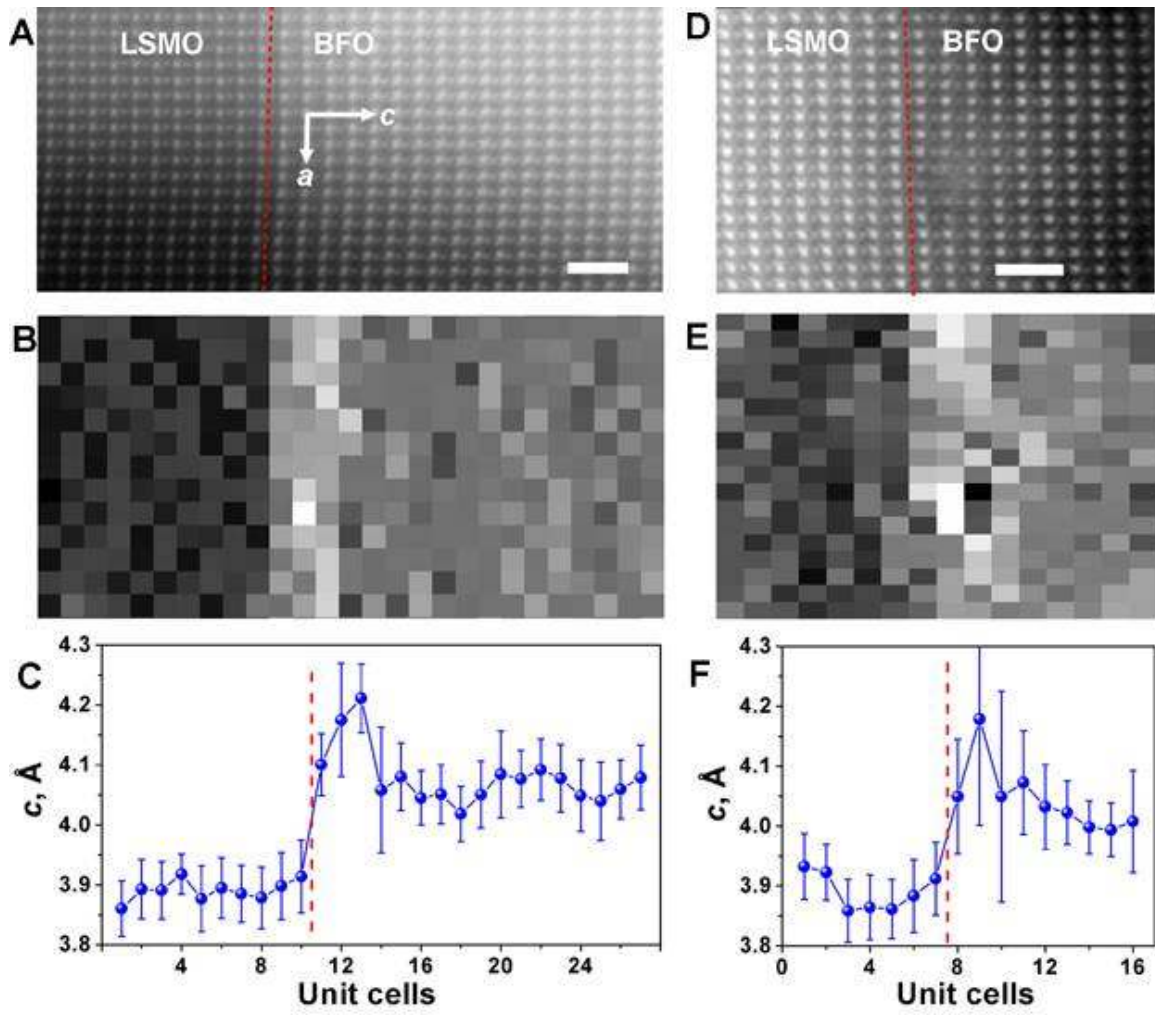 A
LSMO
BFO
c
a
D
LSMO
BFO
B
E
C
4.3
4.2
4.1
4.0
3.9
3.8
c, Å
4
8
12
16
20
24
Unit cells
F
4.3
4.2
4.1
4.0
3.9
3.8
c, Å
0
4
8
12
16
Unit cells